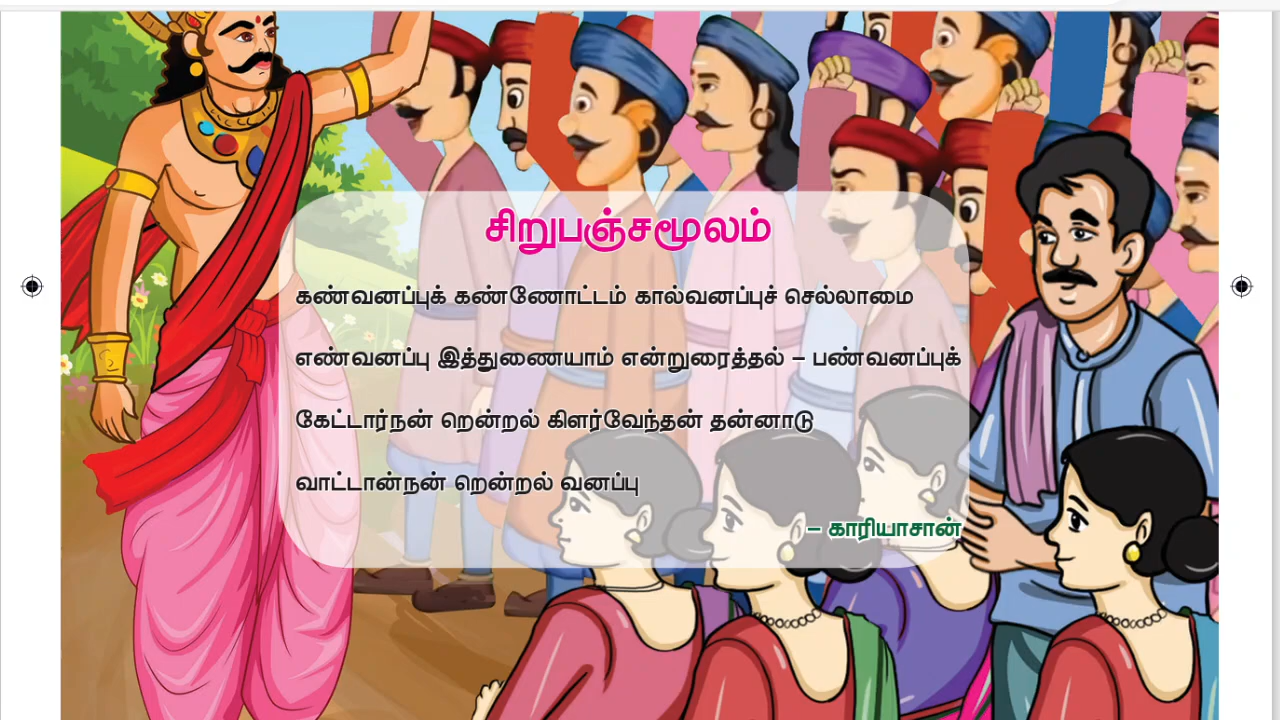 சிறுபஞ்சமூலம்
கண்வனப்புக் கண்ணோட்டம் கால்வனப்புச் செல்லாமை
எண்வனப்பு இத்துணையாம் என்றுரைத்தல் – பண்வனப்புக்
கேட்டார்நன் றென்றல் கிளர்வேந்தன் தன்னாடு
வாட்டான்நன் றென்றல் வனப்பு
– காரியாசான்